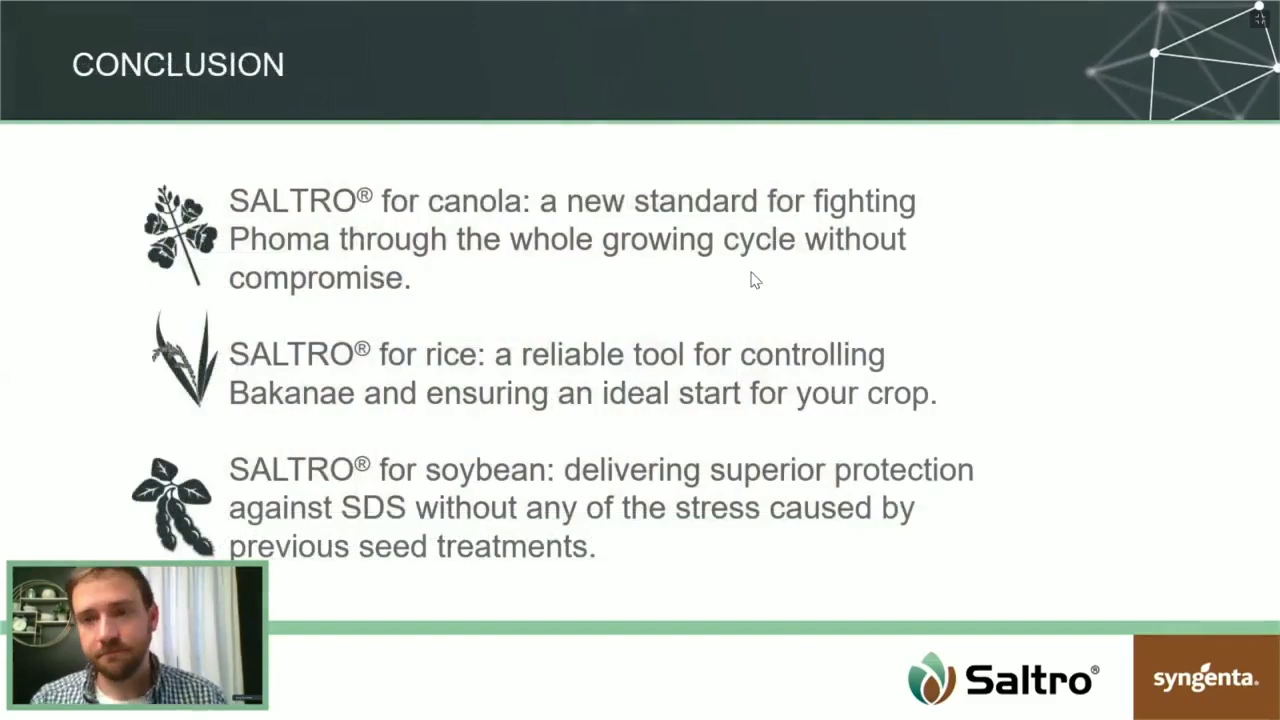 CONCLUSION
SALTRO® for canola: a new standard for fighting
Phoma through the whole growing cycle without
compromise.
SALTRO® for rice: a reliable tool for controlling
Bakanae and ensuring an ideal start for your crop.
SALTRO® for soybean: delivering superior protection
against SDS without any of the stress caused by
previous seed treatments.
Saltro®
syngenta®